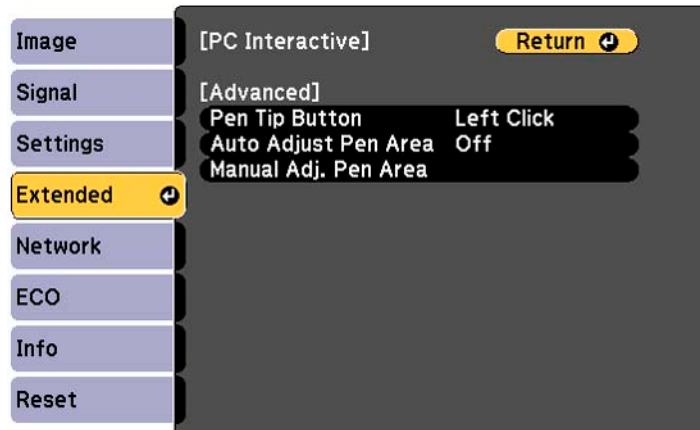 Image
Signal
Settings
Extended
Network
ECO
Info
Reset
[PC Interactive] Return
[Advanced]
Pen Tip Button Left Click
Auto Adjust Pen Area Off
Manual Adj. Pen Area